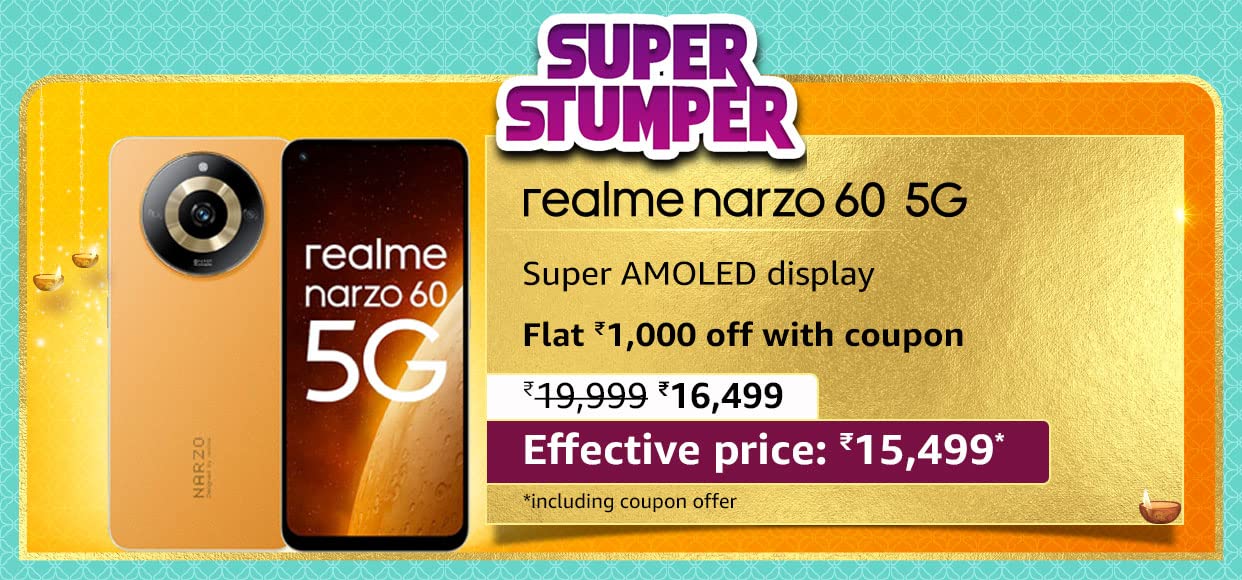 SUPER
STUMPER
realme
narzo 60
5G
NARZO
realme narzo 60 5G
Super AMOLED display
Flat ₹1,000 off with coupon
₹19,999 ₹16,499
Effective price: ₹15,499*
*including coupon offer